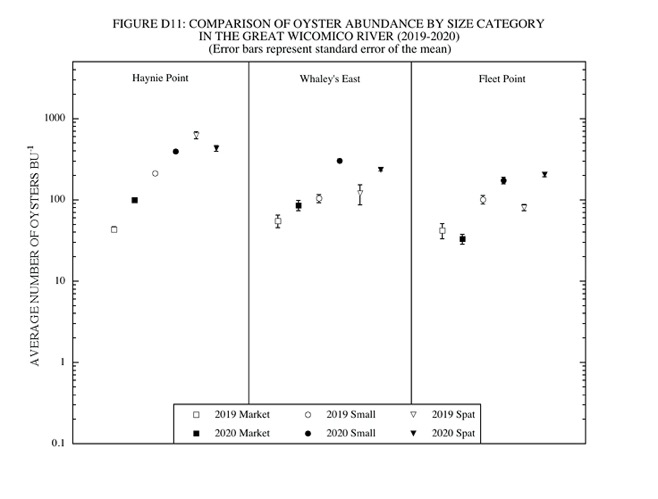 FIGURE D11: COMPARISON OF OYSTER ABUNDANCE BY SIZE CATEGORY
IN THE GREAT WICOMICO RIVER (2019-2020)
(Error bars represent standard error of the mean)
Haynie Point
Whaley's East
Fleet Point
AVERAGE NUMBER OF OYSTERS BU⁻¹
1000
100
10
1
0.1
2019 Market
2019 Small
2019 Spat
2020 Market
2020 Small
2020 Spat